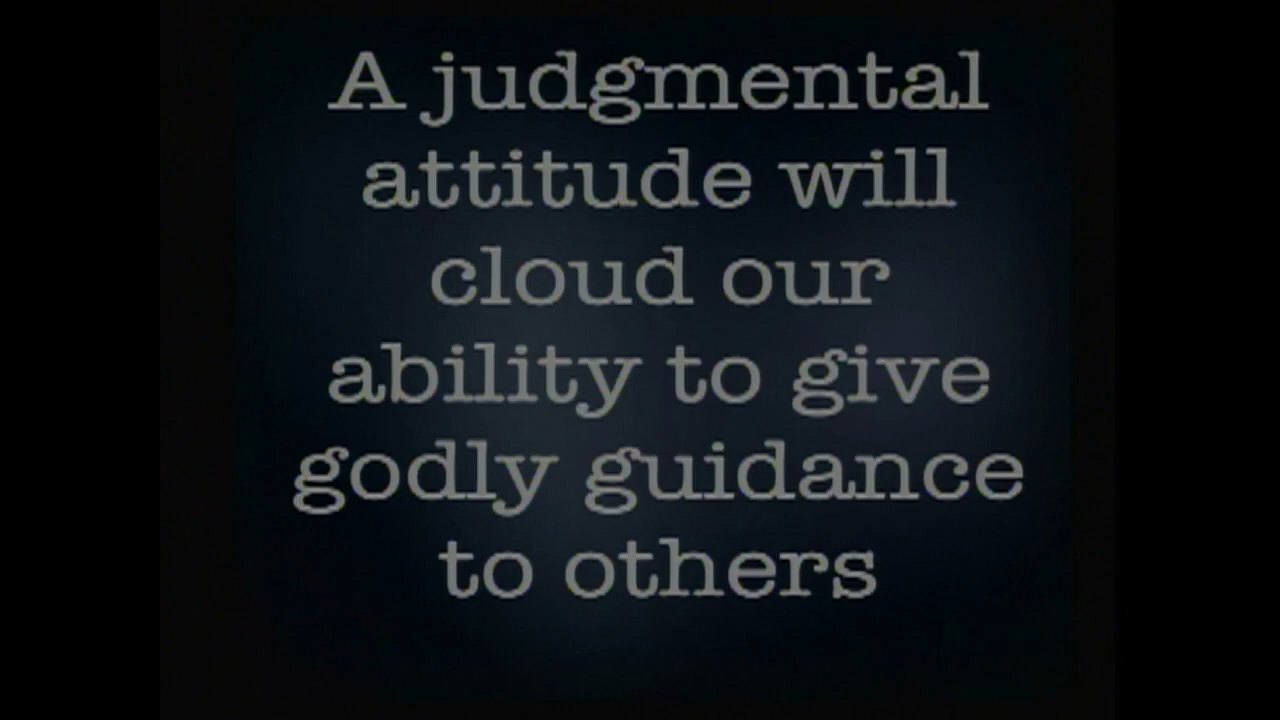 A judgmental
attitude will
cloud our
ability to give
godly guidance
to others